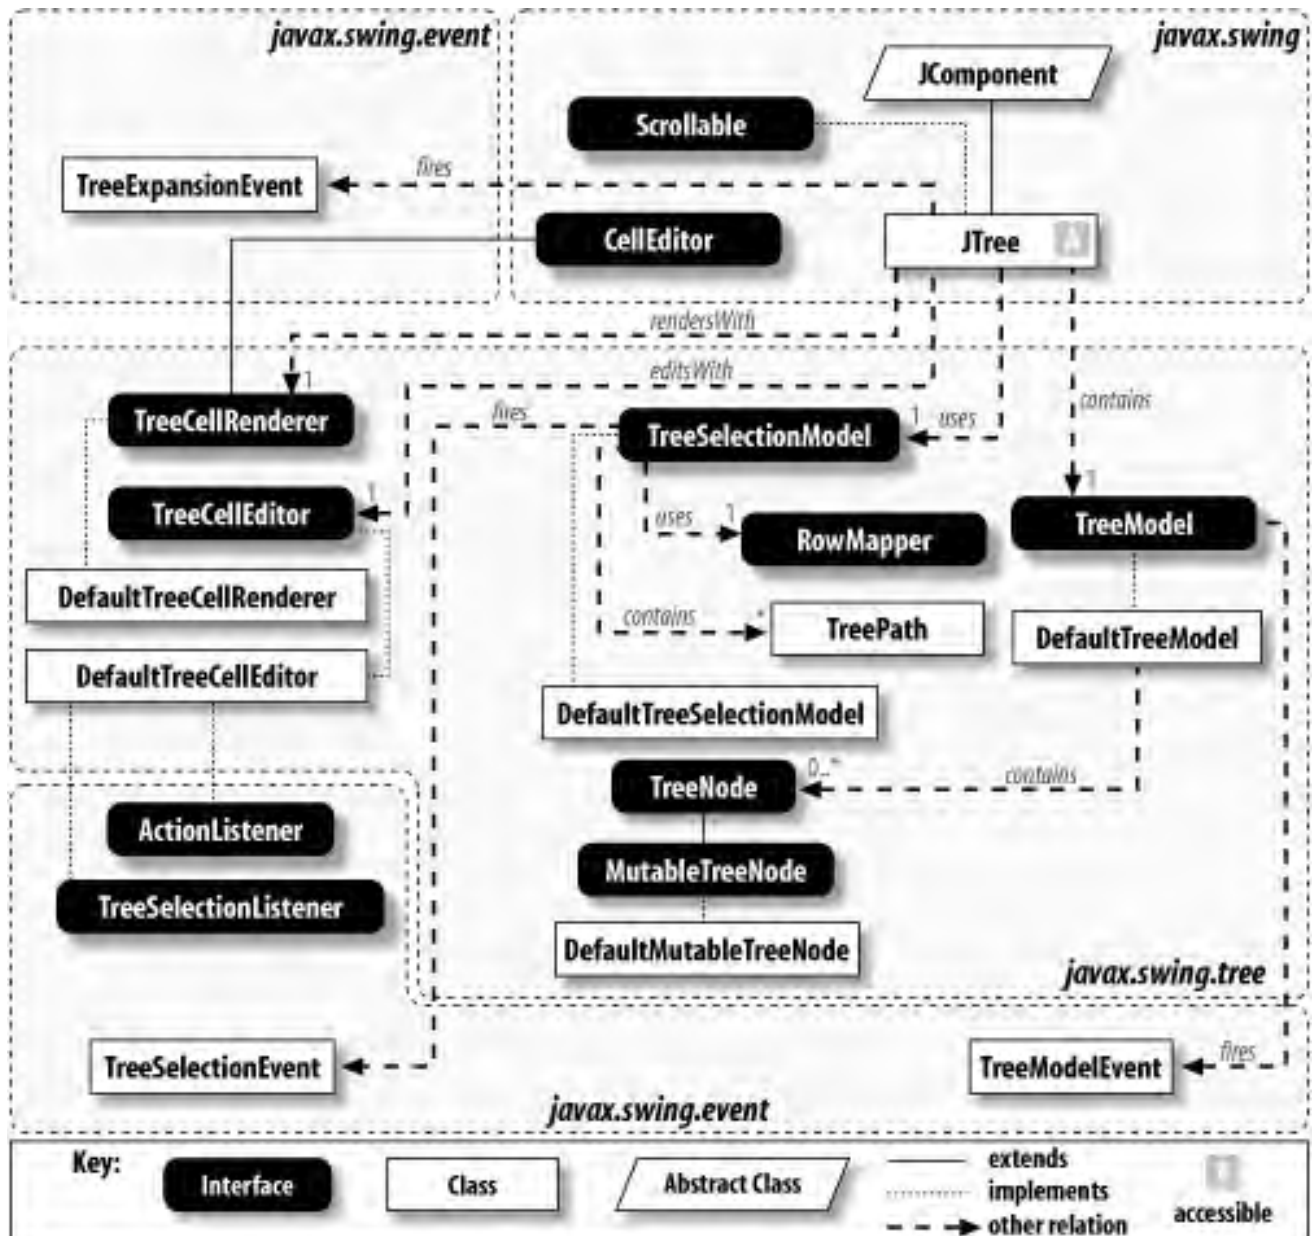 javax.swing.event
javax.swing
JComponent
Scrollable
fires
TreeExpansionEvent
CellEditor
JTree
A
rendersWith
1
editsWith
TreeCellRenderer
fires
TreeSelectionModel
1
uses
contains
1
TreeCellEditor
1
uses
1
RowMapper
TreeModel
DefaultTreeCellRenderer
contains
*
TreePath
DefaultTreeModel
DefaultTreeCellEditor
DefaultTreeSelectionModel
TreeNode
0..*
contains
ActionListener
MutableTreeNode
TreeSelectionListener
DefaultMutableTreeNode
javax.swing.tree
TreeSelectionEvent
TreeModelEvent
fires
javax.swing.event
Key:
Interface
Class
Abstract Class
extends
implements
other relation
accessible